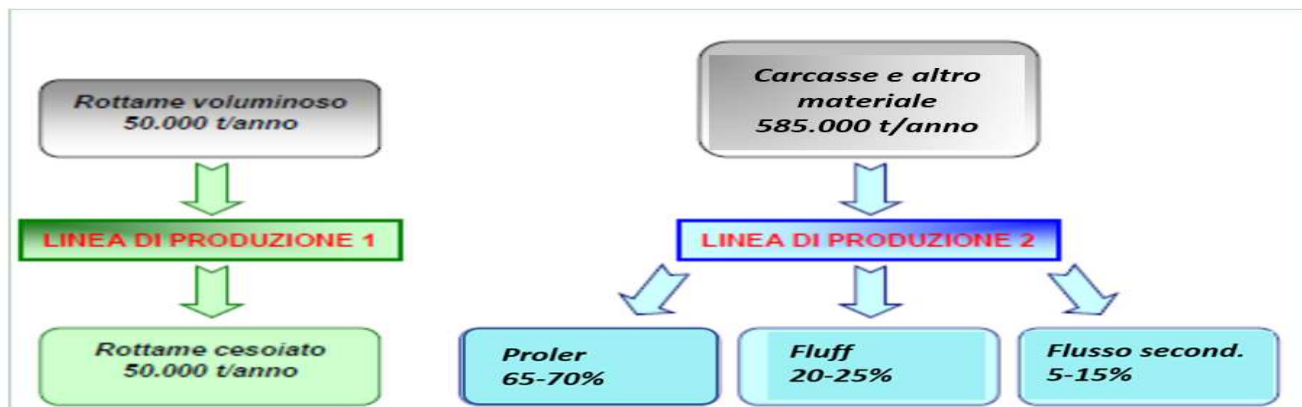 Rottame voluminoso
50.000 t/anno
Carcasse e altro
materiale
585.000 t/anno
LINEA DI PRODUZIONE 1
LINEA DI PRODUZIONE 2
Rottame cesoiato
50.000 t/anno
Proler
65-70%
Fluff
20-25%
Flusso second.
5-15%